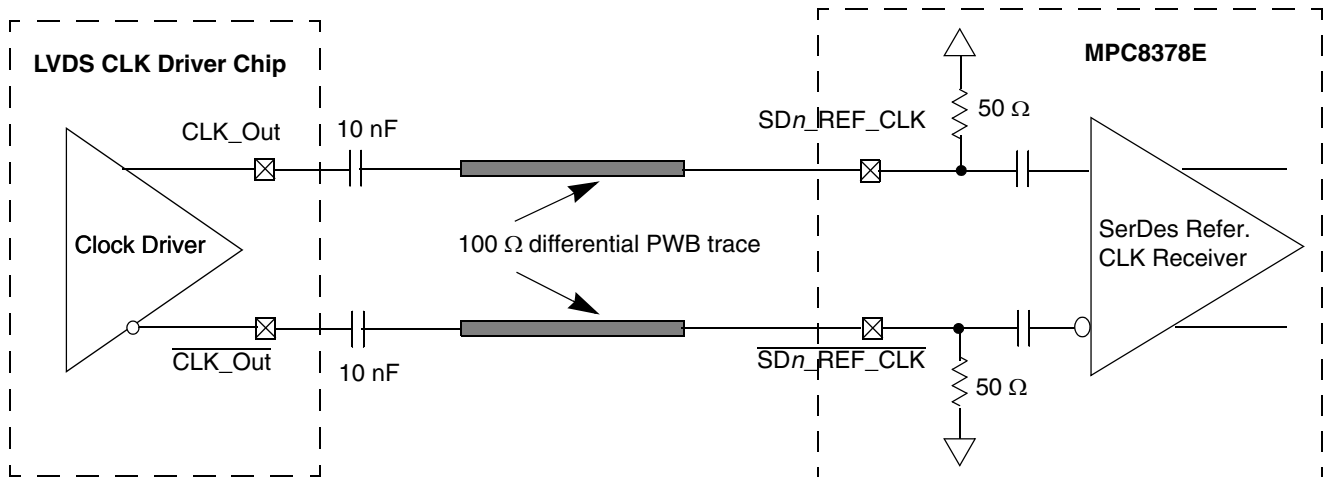 LVDS CLK Driver Chip
MPC8378E
CLK_Out
10 nF
SDn_REF_CLK
50 Ω
Clock Driver
100 Ω differential PWB trace
SerDes Refer.
CLK Receiver
CLK_Out
10 nF
SDn_REF_CLK
50 Ω